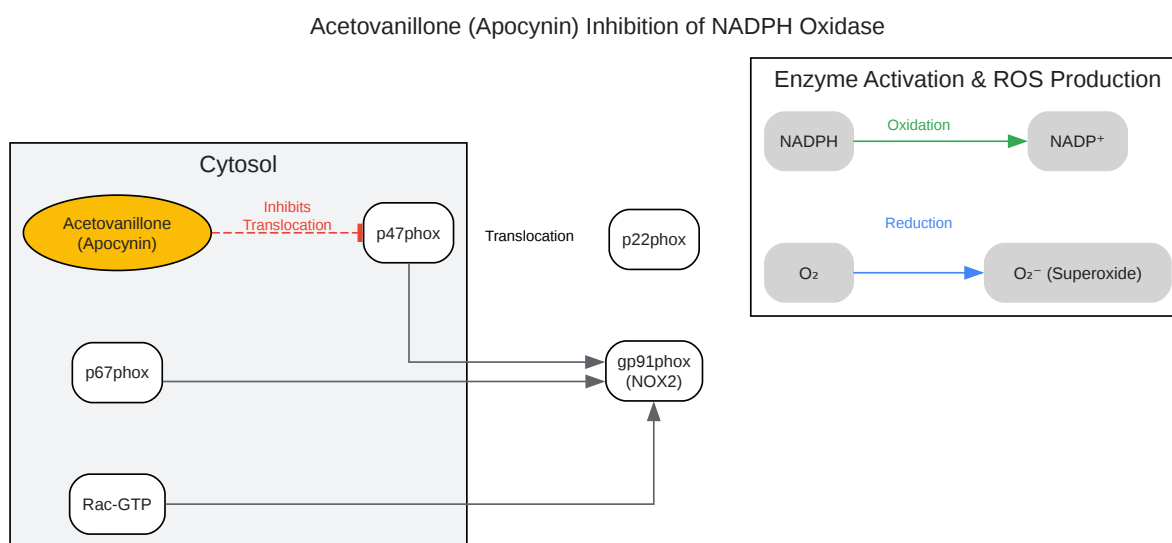 Acetovanillone (Apocynin) Inhibition of NADPH Oxidase
Enzyme Activation & ROS Production
NADPH
Oxidation
NADP⁺
Reduction
O₂
O₂⁻ (Superoxide)
Cytosol
Acetovanillone
(Apocynin)
Inhibits
Translocation
p47phox
Translocation
p22phox
p67phox
gp91phox
(NOX2)
Rac-GTP